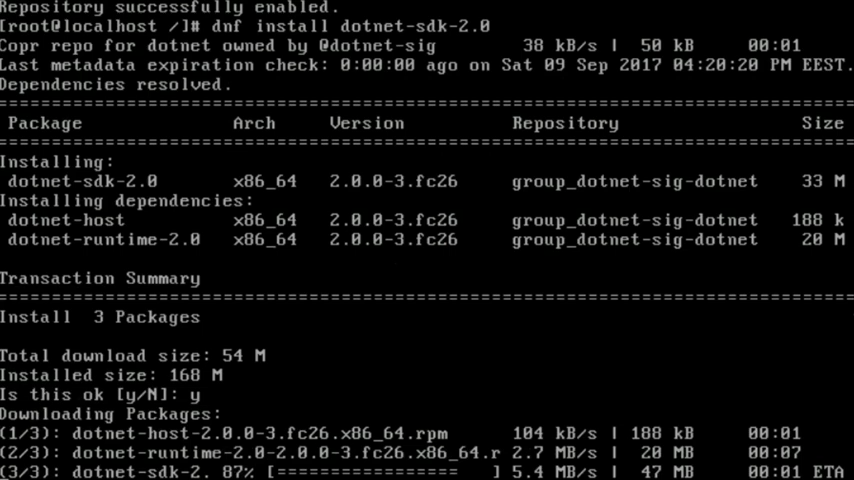 Repository successfully enabled.
[root@localhost /]# dnf install dotnet-sdk-2.0
Copr repo for dotnet owned by @dotnet-sig 38 kB/s | 50 kB 00:01
Last metadata expiration check: 0:00:00 ago on Sat 09 Sep 2017 04:20:20 PM EEST.
Dependencies resolved.
================================================================================
Package Arch Version Repository Size
================================================================================
Installing:
dotnet-sdk-2.0 x86_64 2.0.0-3.fc26 group_dotnet-sig-dotnet 33 M
Installing dependencies:
dotnet-host x86_64 2.0.0-3.fc26 group_dotnet-sig-dotnet 188 k
dotnet-runtime-2.0 x86_64 2.0.0-3.fc26 group_dotnet-sig-dotnet 20 M
Transaction Summary
================================================================================
Install 3 Packages
Total download size: 54 M
Installed size: 168 M
Is this ok [y/N]: y
Downloading Packages:
(1/3): dotnet-host-2.0.0-3.fc26.x86_64.rpm 104 kB/s | 188 kB 00:01
(2/3): dotnet-runtime-2.0-2.0.0-3.fc26.x86_64.r 2.7 MB/s | 20 MB 00:07
(3/3): dotnet-sdk-2. 87% [================= ] 5.4 MB/s | 47 MB 00:01 ETA